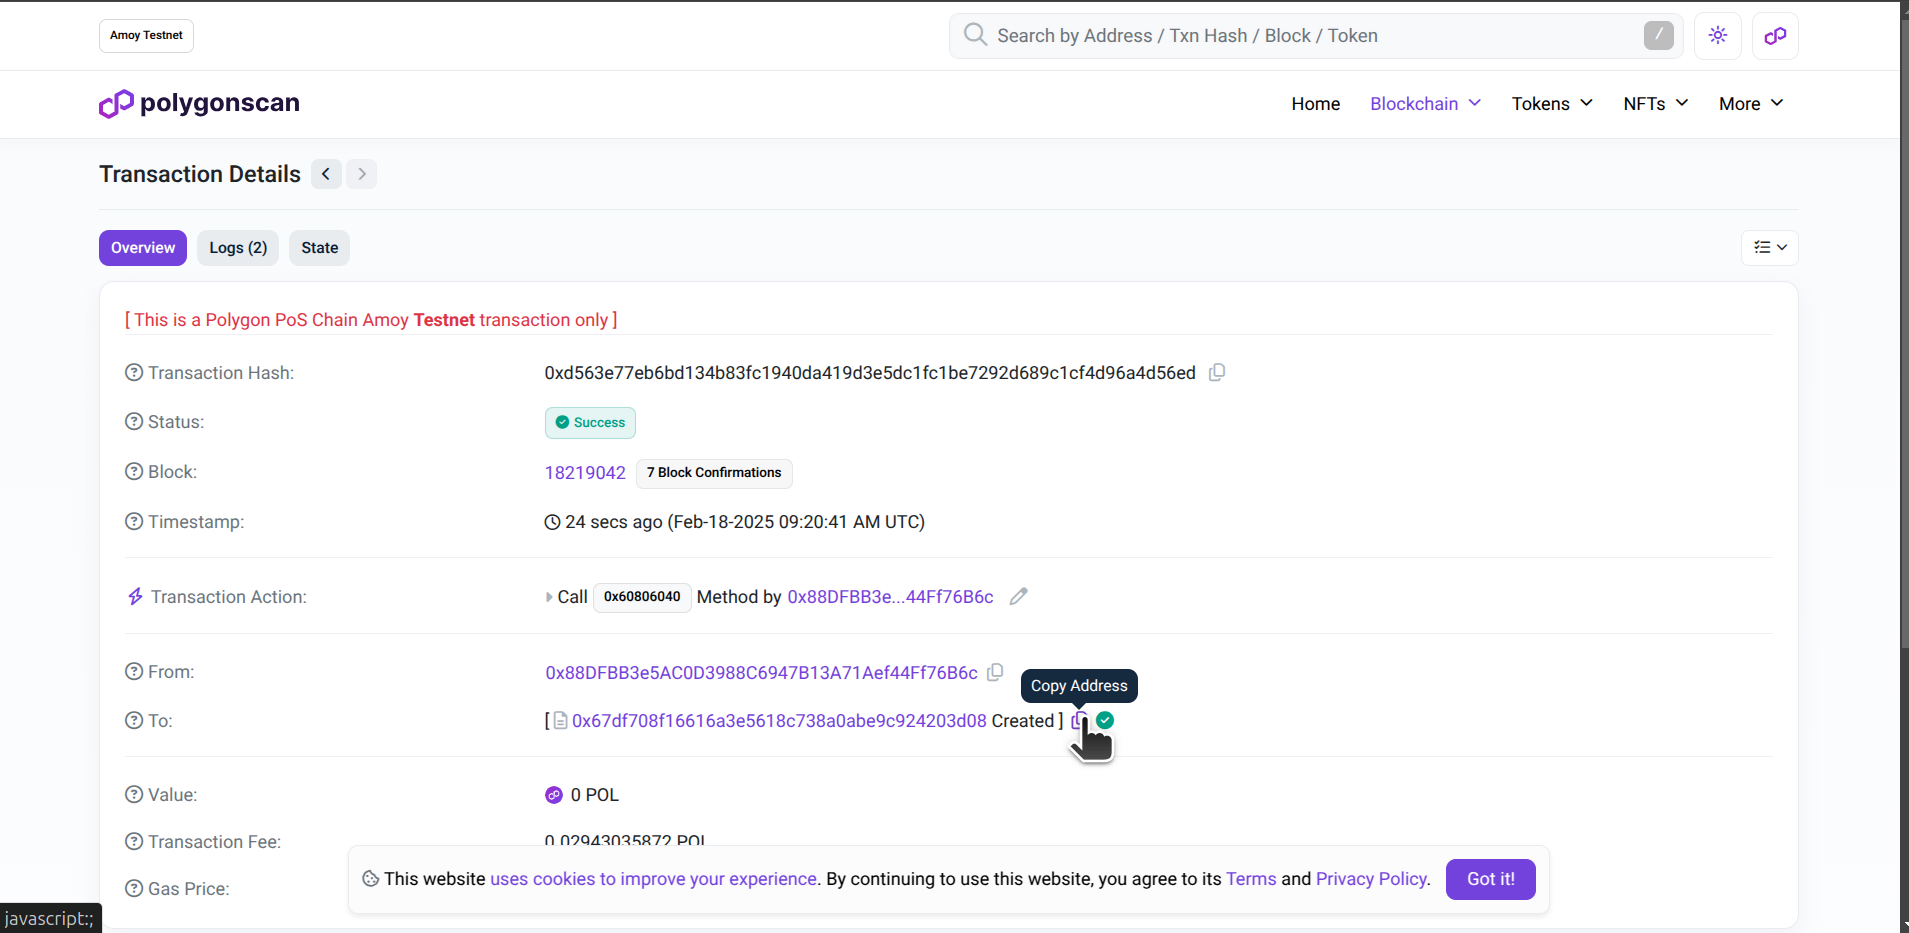 Amoy Testnet
Search by Address / Txn Hash / Block / Token /
polygonscan
Home Blockchain Tokens NFTs More
Transaction Details
Overview Logs (2) State
[ This is a Polygon PoS Chain Amoy Testnet transaction only ]
Transaction Hash: 0xd563e77eb6bd134b83fc1940da419d3e5dc1fc1be7292d689c1cf4d96a4d56ed
Status: Success
Block: 18219042 7 Block Confirmations
Timestamp: 24 secs ago (Feb-18-2025 09:20:41 AM UTC)
Transaction Action: Call 0x60806040 Method by 0x88DFBB3e...44Ff76B6c
From: 0x88DFBB3e5AC0D3988C6947B13A71Aef44Ff76B6c
Copy Address
To: [ 0x67df708f16616a3e5618c738a0abe9c924203d08 Created ]
Value: 0 POL
Transaction Fee: 0.02943035872 POL
Gas Price:
This website uses cookies to improve your experience. By continuing to use this website, you agree to its Terms and Privacy Policy. Got it!
javascript:;